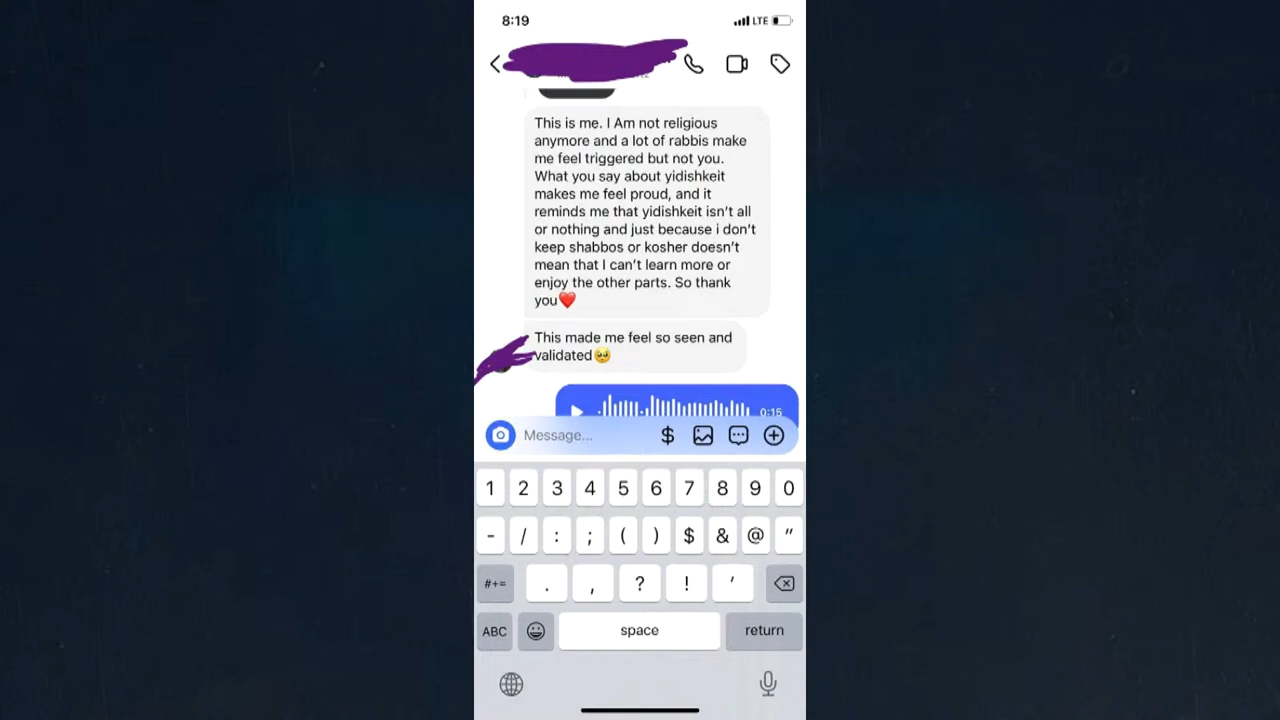 8:19
LTE
This is me. I Am not religious
anymore and a lot of rabbis make
me feel triggered but not you.
What you say about yidishkeit
makes me feel proud, and it
reminds me that yidishkeit isn’t all
or nothing and just because i don’t
keep shabbos or kosher doesn’t
mean that I can’t learn more or
enjoy the other parts. So thank
you❤️
This made me feel so seen and
validated🥹
0:15
Message...
$
1 2 3 4 5 6 7 8 9 0
- / : ; ( ) $ & @ "
#+= . , ? ! '
ABC space return